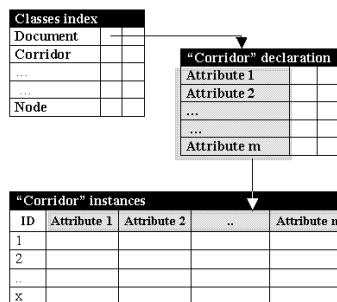 Classes index
Document
Corridor
...
...
Node
“Corridor” declaration
Attribute 1
Attribute 2
...
...
Attribute m
“Corridor” instances
ID Attribute 1 Attribute 2 .. Attribute m
1
2
..
x